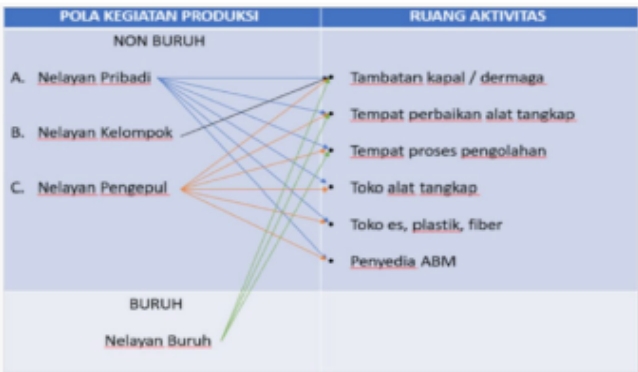 POLA KEGIATAN PRODUKSI
RUANG AKTIVITAS
NON BURUH
A. Nelayan Pribadi
B. Nelayan Kelompok
C. Nelayan Pengepul
• Tambatan kapal / dermaga
• Tempat perbaikan alat tangkap
• Tempat proses pengolahan
• Toko alat tangkap
• Toko es, plastik, fiber
• Penyedia ABM
BURUH
Nelayan Buruh